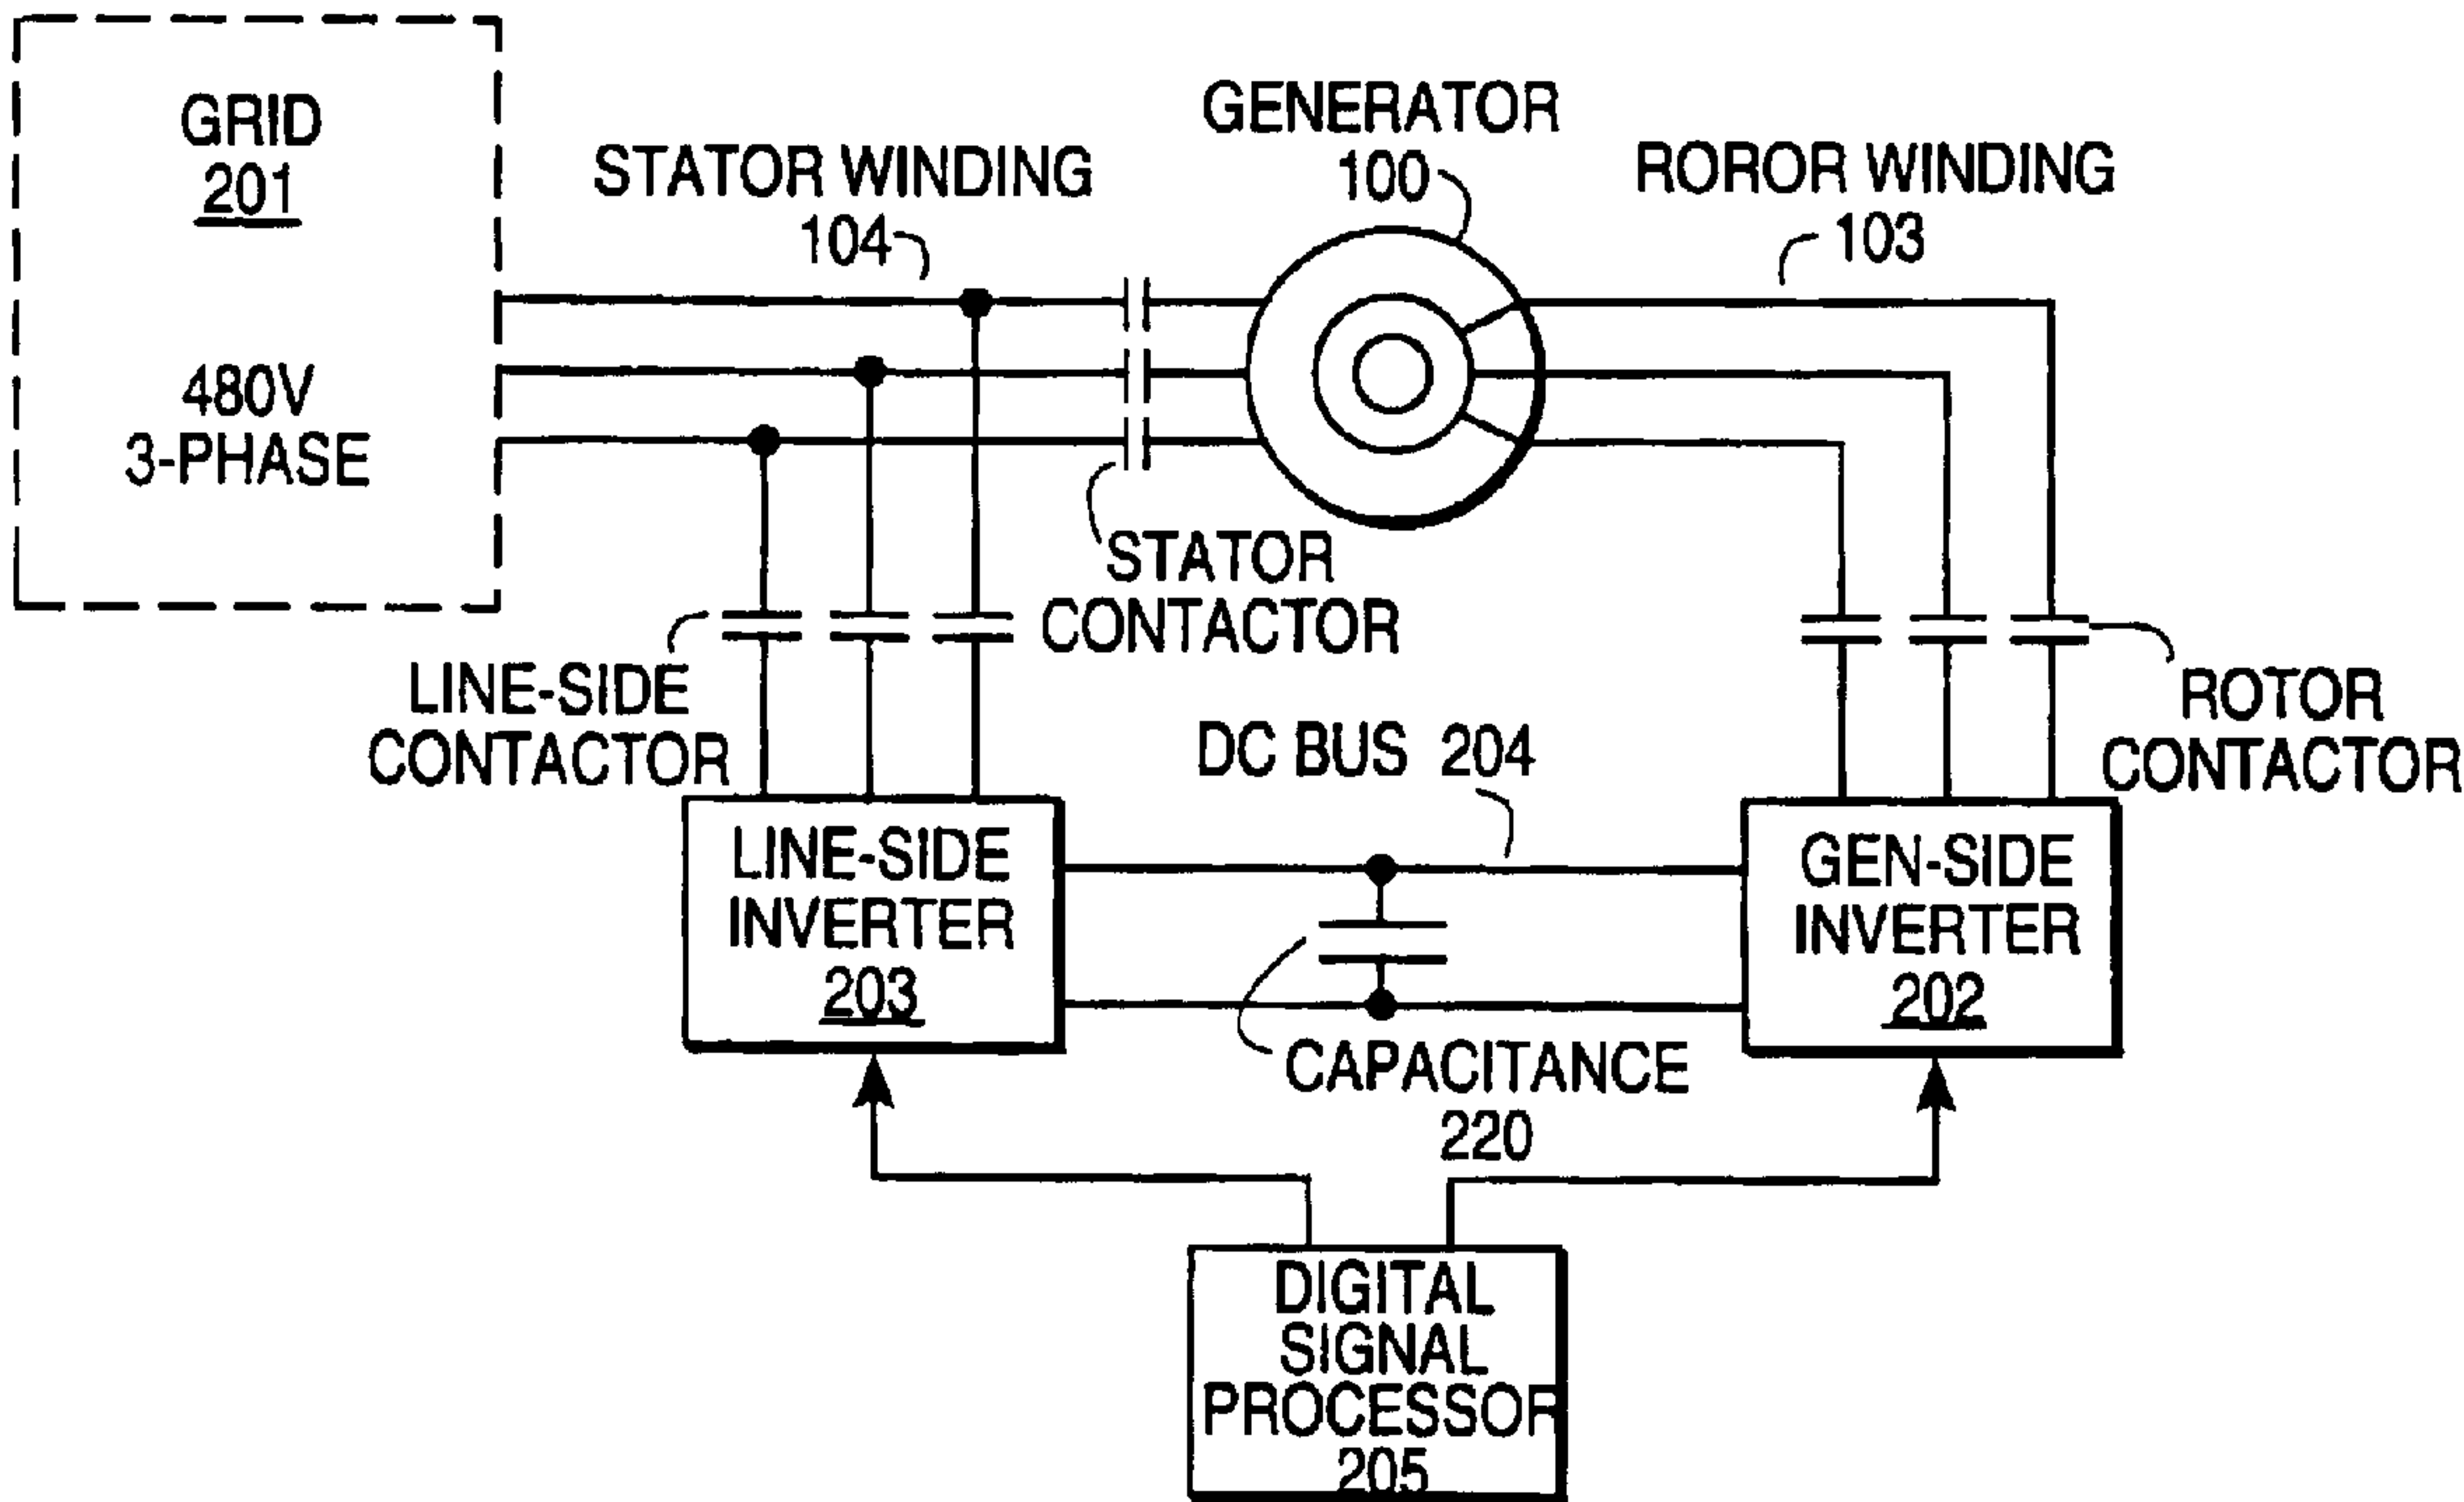 GRID
201
480V
3-PHASE
STATOR WINDING
104
GENERATOR
100
ROROR WINDING
103
STATOR
CONTACTOR
LINE-SIDE
CONTACTOR
ROTOR
CONTACTOR
DC BUS 204
LINE-SIDE
INVERTER
203
GEN-SIDE
INVERTER
202
CAPACITANCE
220
DIGITAL
SIGNAL
PROCESSOR
205